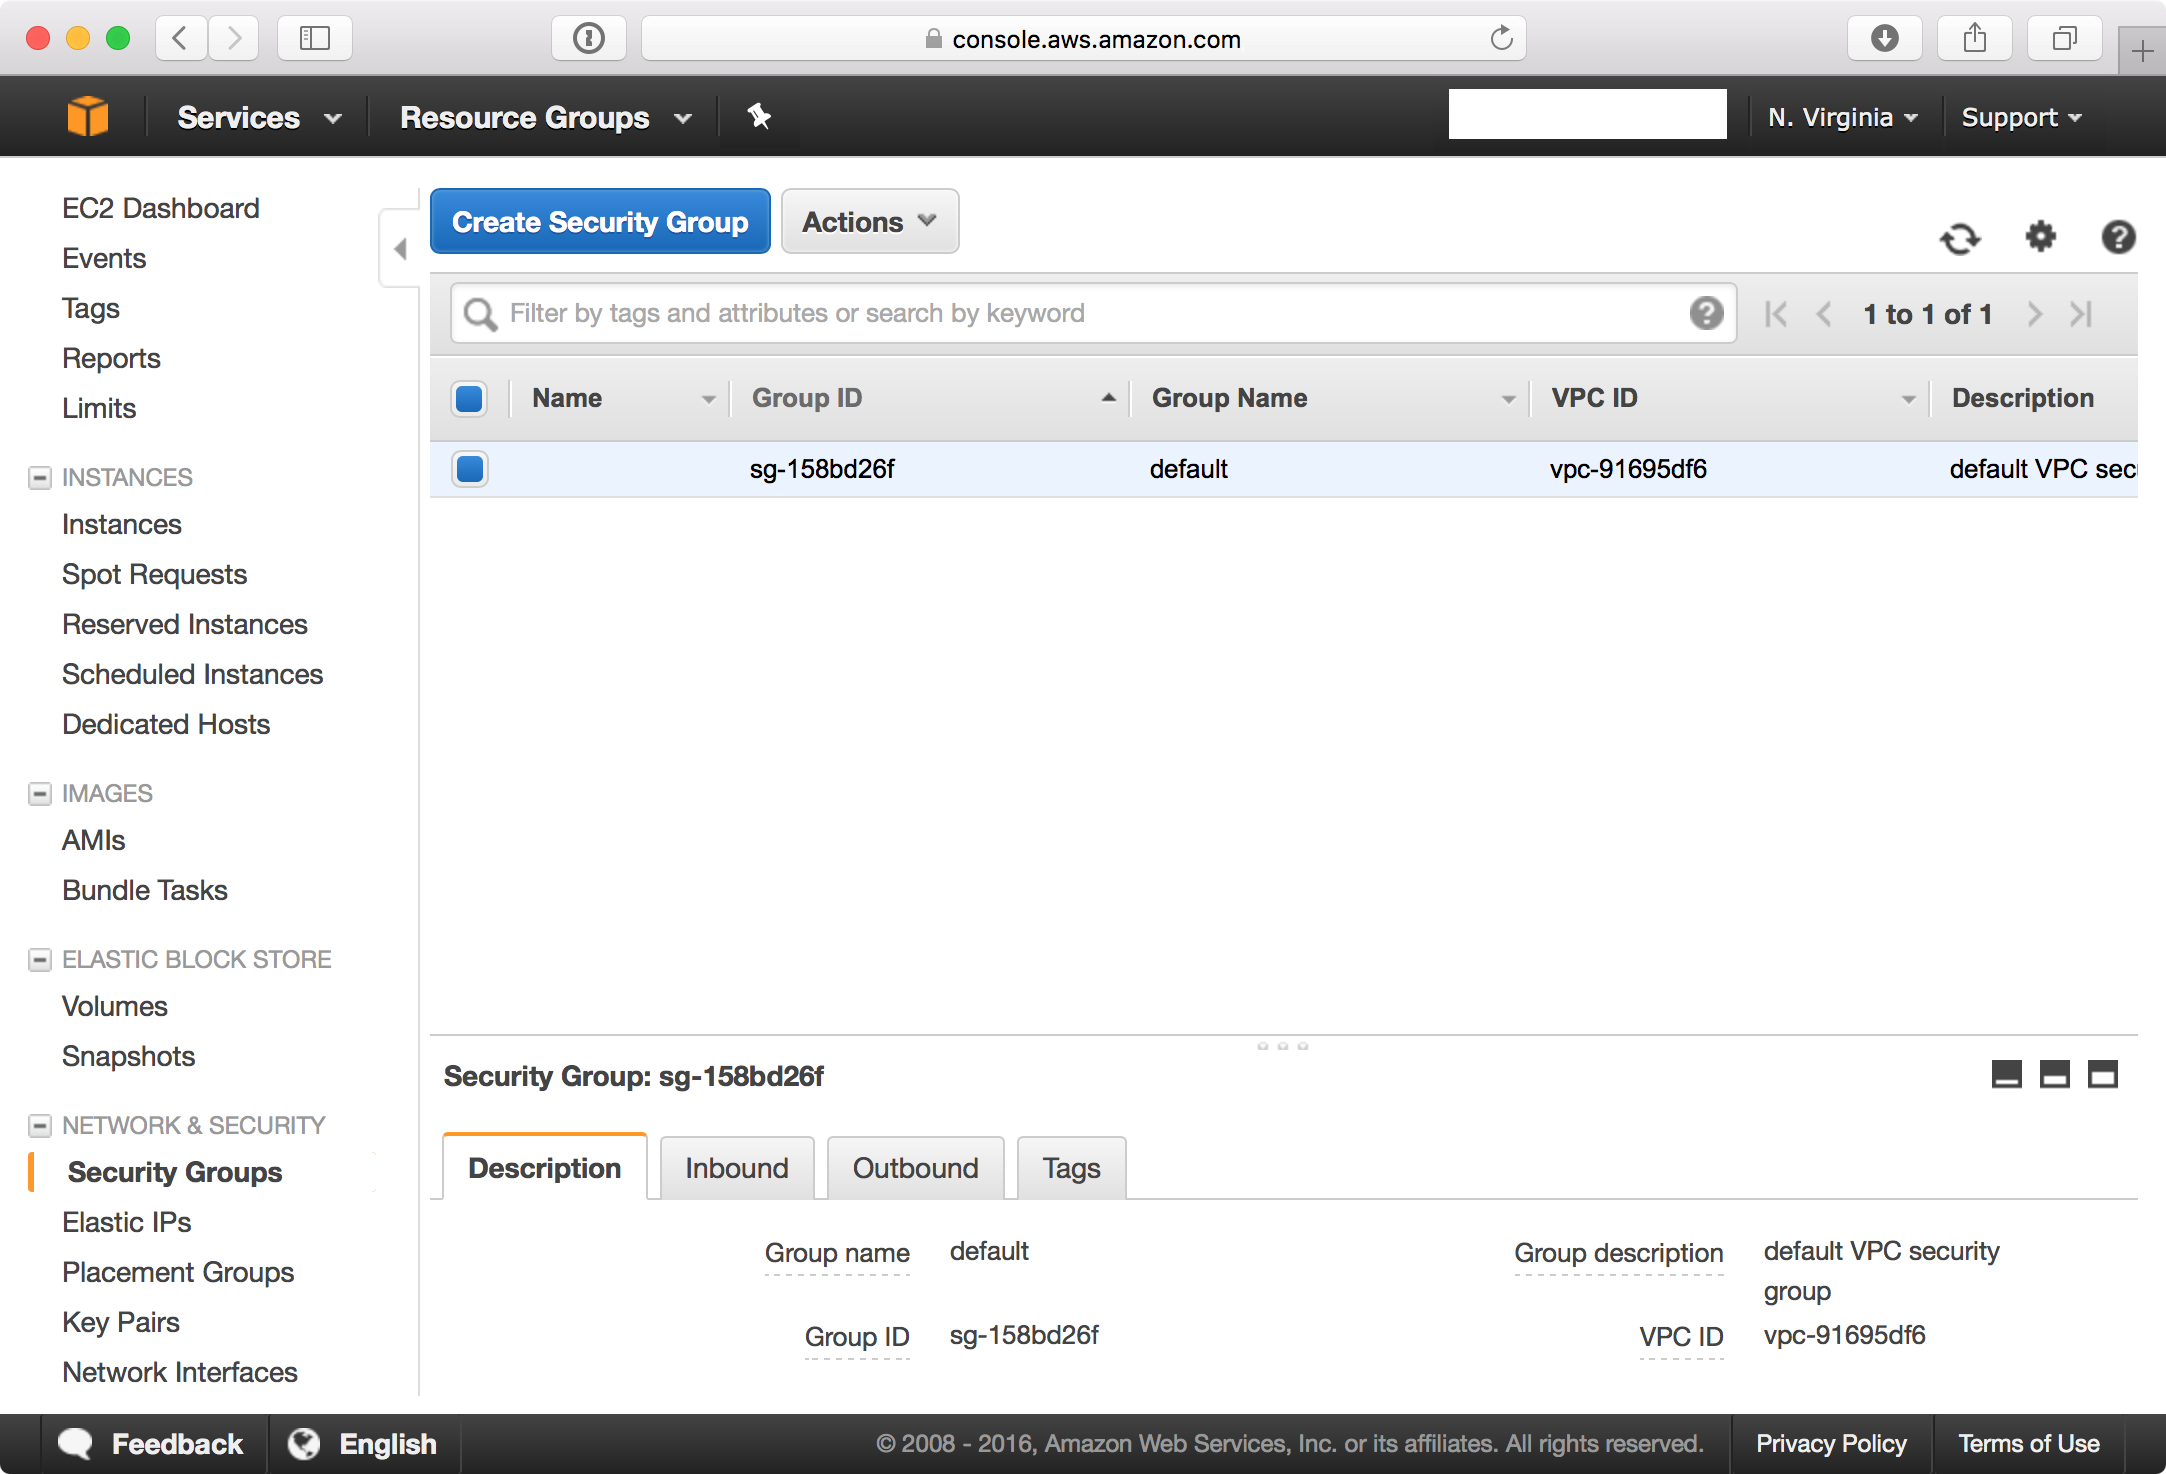 console.aws.amazon.com
Services
Resource Groups
N. Virginia
Support
EC2 Dashboard
Events
Tags
Reports
Limits
INSTANCES
Instances
Spot Requests
Reserved Instances
Scheduled Instances
Dedicated Hosts
IMAGES
AMIs
Bundle Tasks
ELASTIC BLOCK STORE
Volumes
Snapshots
NETWORK & SECURITY
Security Groups
Elastic IPs
Placement Groups
Key Pairs
Network Interfaces
Create Security Group
Actions
Filter by tags and attributes or search by keyword
1 to 1 of 1
Name Group ID Group Name VPC ID Description
sg-158bd26f default vpc-91695df6 default VPC sec
Security Group: sg-158bd26f
Description Inbound Outbound Tags
Group name default
Group description default VPC security
group
Group ID sg-158bd26f
VPC ID vpc-91695df6
Feedback English
© 2008 - 2016, Amazon Web Services, Inc. or its affiliates. All rights reserved. Privacy Policy Terms of Use